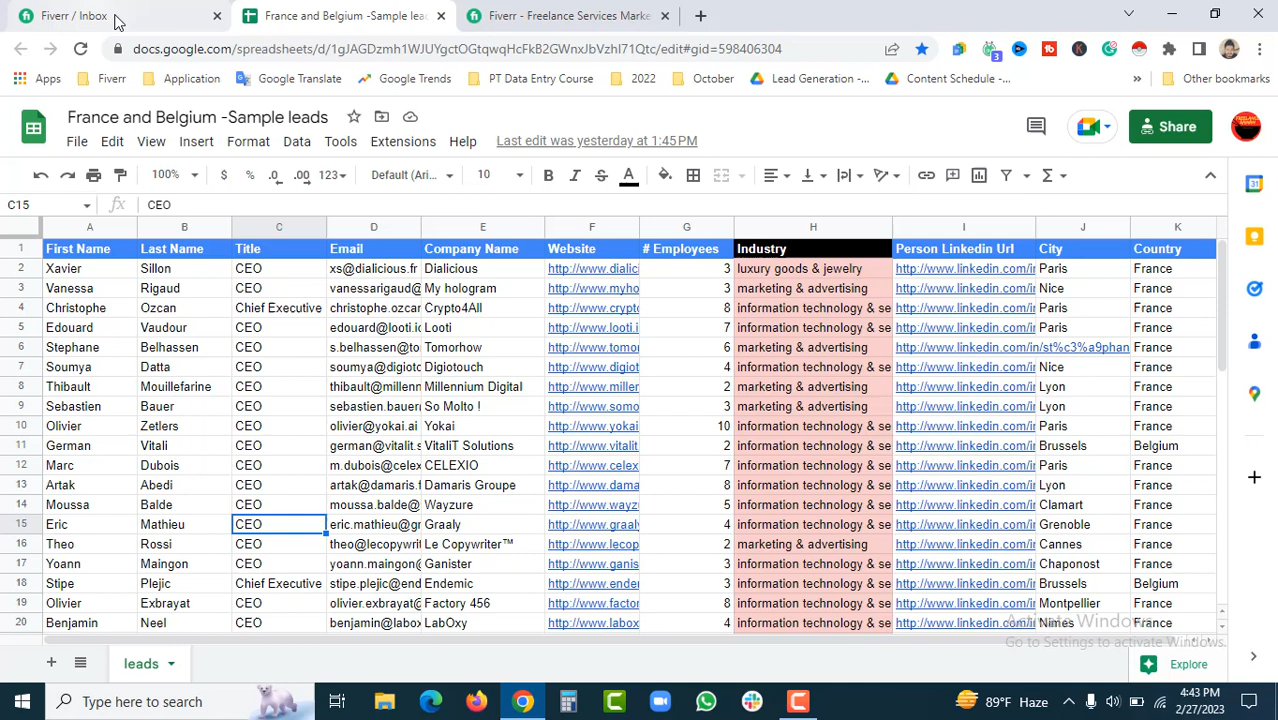 Fiverr / Inbox
France and Belgium -Sample leads
Fiverr - Freelance Services Marke
docs.google.com/spreadsheets/d/1gJAGDzmh1WJUYgctOGtqwqHcFkB2GWnxJbVzhI71Qtc/edit#gid=598406304
3
Apps Fiverr Application Google Translate Google Trends PT Data Entry Course 2022 October Lead Generation -... Content Schedule -... » Other bookmarks
France and Belgium -Sample leads
Share
File Edit View Insert Format Data Tools Extensions Help Last edit was yesterday at 1:45 PM
100% $ % .0 .00 123 Default (Ari... 10 B I S A
C15 fx CEO
A B C D E F G H I J K
1 First Name Last Name Title Email Company Name Website # Employees Industry Person Linkedin Url City Country
2 Xavier Sillon CEO xs@dialicious.fr Dialicious http://www.dialic 3 luxury goods & jewelry http://www.linkedin.com/i Paris France
3 Vanessa Rigaud CEO vanessarigaud@ My hologram http://www.myho 3 marketing & advertising http://www.linkedin.com/i Nice France
4 Christophe Ozcan Chief Executive christophe.ozcar Crypto4All http://www.crypt 8 information technology & se http://www.linkedin.com/i Paris France
5 Edouard Vaudour CEO edouard@looti.i Looti http://www.looti. 7 information technology & se http://www.linkedin.com/i Paris France
6 Stephane Belhassen CEO s.belhassen@to Tomorhow http://www.tomo 6 marketing & advertising http://www.linkedin.com/in/st%c3%a9phan France
7 Soumya Datta CEO soumya@digioto Digiotouch http://www.digiot 4 information technology & se http://www.linkedin.com/i Nice France
8 Thibault Mouillefarine CEO thibault@millenn Millennium Digital http://www.miller 2 marketing & advertising http://www.linkedin.com/i Lyon France
9 Sebastien Bauer CEO sebastien.bauer So Molto ! http://www.somo 3 marketing & advertising http://www.linkedin.com/i Lyon France
10 Olivier Zetlers CEO olivier@yokai.ai Yokai http://www.yokai 10 information technology & se http://www.linkedin.com/i Paris France
11 German Vitali CEO german@vitalit.s VitaliT Solutions http://www.vitalit 2 information technology & se http://www.linkedin.com/i Brussels Belgium
12 Marc Dubois CEO m.dubois@celex CELEXIO http://www.celex 7 information technology & se http://www.linkedin.com/i Paris France
13 Artak Abedi CEO artak@damaris.f Damaris Groupe http://www.dama 8 information technology & se http://www.linkedin.com/i Lyon France
14 Moussa Balde CEO moussa.balde@ Wayzure http://www.wayz 5 information technology & se http://www.linkedin.com/i Clamart France
15 Eric Mathieu CEO eric.mathieu@gr Graaly http://www.graaly 4 information technology & se http://www.linkedin.com/i Grenoble France
16 Theo Rossi CEO theo@lecopywrit Le Copywriter™ http://www.lecop 2 marketing & advertising http://www.linkedin.com/i Cannes France
17 Yoann Maingon CEO yoann.maingon@ Ganister http://www.ganis 3 information technology & se http://www.linkedin.com/i Chaponost France
18 Stipe Plejic Chief Executive stipe.plejic@end Endemic http://www.ender 3 information technology & se http://www.linkedin.com/i Brussels Belgium
19 Olivier Exbrayat CEO olivier.exbrayat@ Factory 456 http://www.factor 8 information technology & se http://www.linkedin.com/i Montpellier France
20 Benjamin Neel CEO benjamin@labox LabOxy http://www.labox 4 information technology & se http://www.linkedin.com/i Nimes France
Activate Windows
Go to Settings to activate Windows.
leads Explore
Type here to search 89°F Haze 4:43 PM
2/27/2023